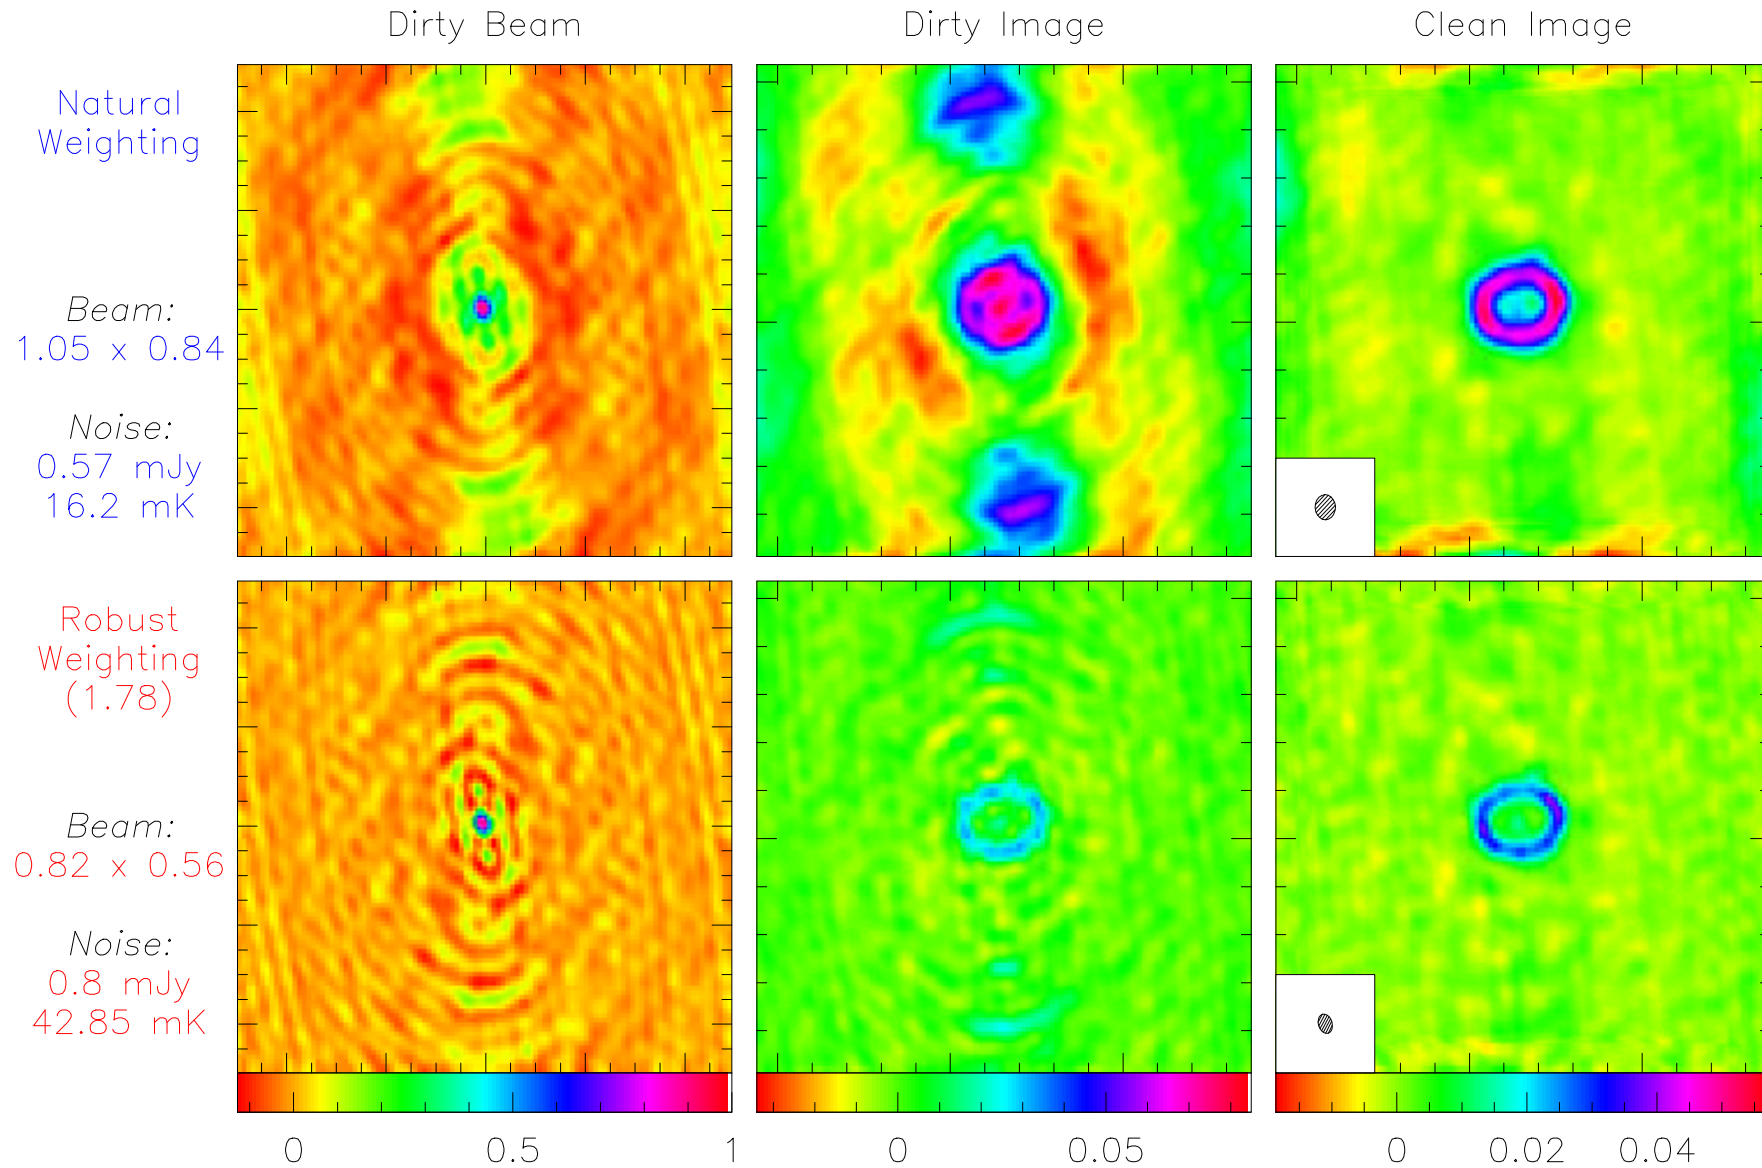 Dirty Beam
Dirty Image
Clean Image
Natural
Weighting
Beam:
1.05 x 0.84
Noise:
0.57 mJy
16.2 mK
Robust
Weighting
(1.78)
Beam:
0.82 x 0.56
Noise:
0.8 mJy
42.85 mK
0 0.5 1
0 0.05
0 0.02 0.04